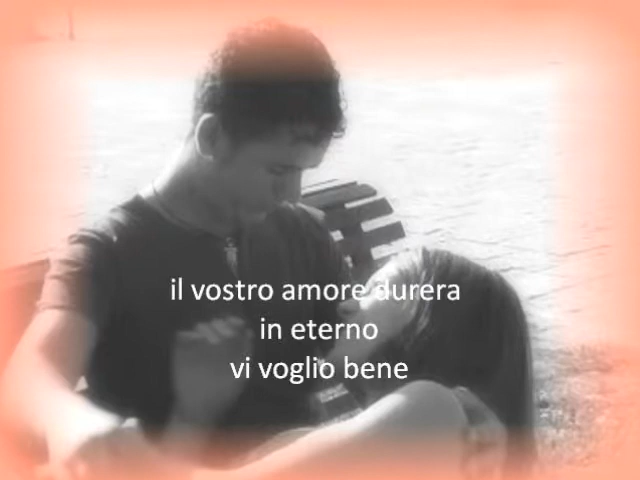 il vostro amore durera
in eterno
vi voglio bene